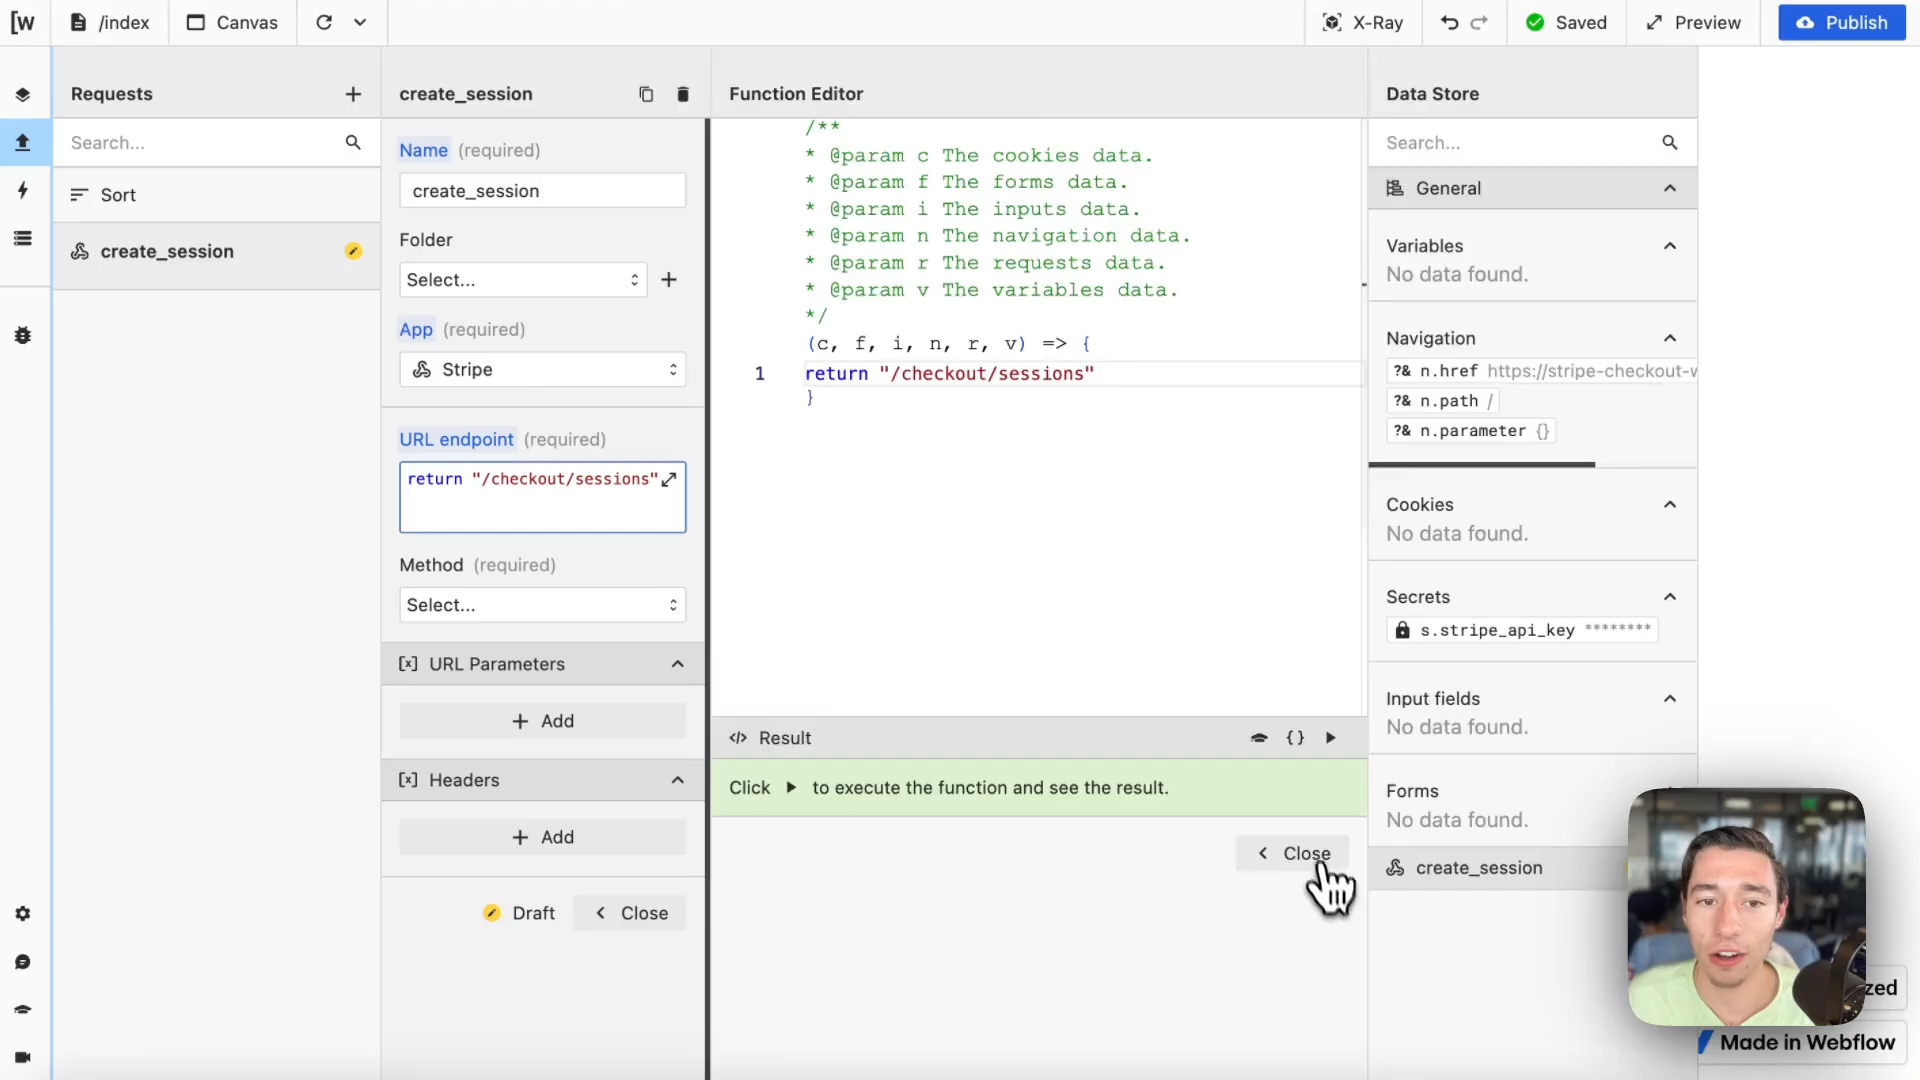 [w /index Canvas X-Ray Saved Preview Publish
Requests
Search...
Sort
create_session
create_session
Name (required)
create_session
Folder
Select...
App (required)
Stripe
URL endpoint (required)
return "/checkout/sessions"
Method (required)
Select...
[x] URL Parameters
+ Add
[x] Headers
+ Add
Draft
< Close
Function Editor
/**
* @param c The cookies data.
* @param f The forms data.
* @param i The inputs data.
* @param n The navigation data.
* @param r The requests data.
* @param v The variables data.
*/
(c, f, i, n, r, v) => {
1 return "/checkout/sessions"
}
</> Result {}
Click ▶ to execute the function and see the result.
< Close
Data Store
Search...
General
Variables
No data found.
Navigation
?& n.href https://stripe-checkout-w
?& n.path /
?& n.parameter {}
Cookies
No data found.
Secrets
s.stripe_api_key ********
Input fields
No data found.
Forms
No data found.
create_session
zed
Made in Webflow